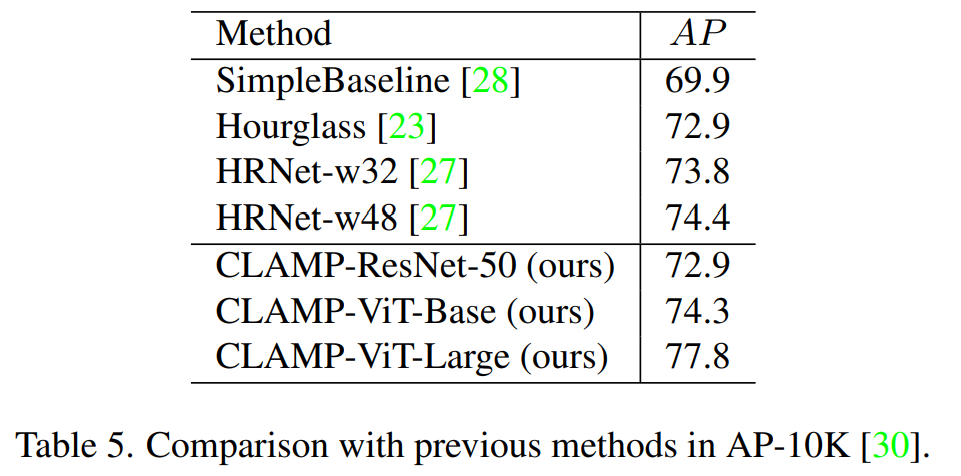 Method AP
SimpleBaseline [28] 69.9
Hourglass [23] 72.9
HRNet-w32 [27] 73.8
HRNet-w48 [27] 74.4
CLAMP-ResNet-50 (ours) 72.9
CLAMP-ViT-Base (ours) 74.3
CLAMP-ViT-Large (ours) 77.8
Table 5. Comparison with previous methods in AP-10K [30].